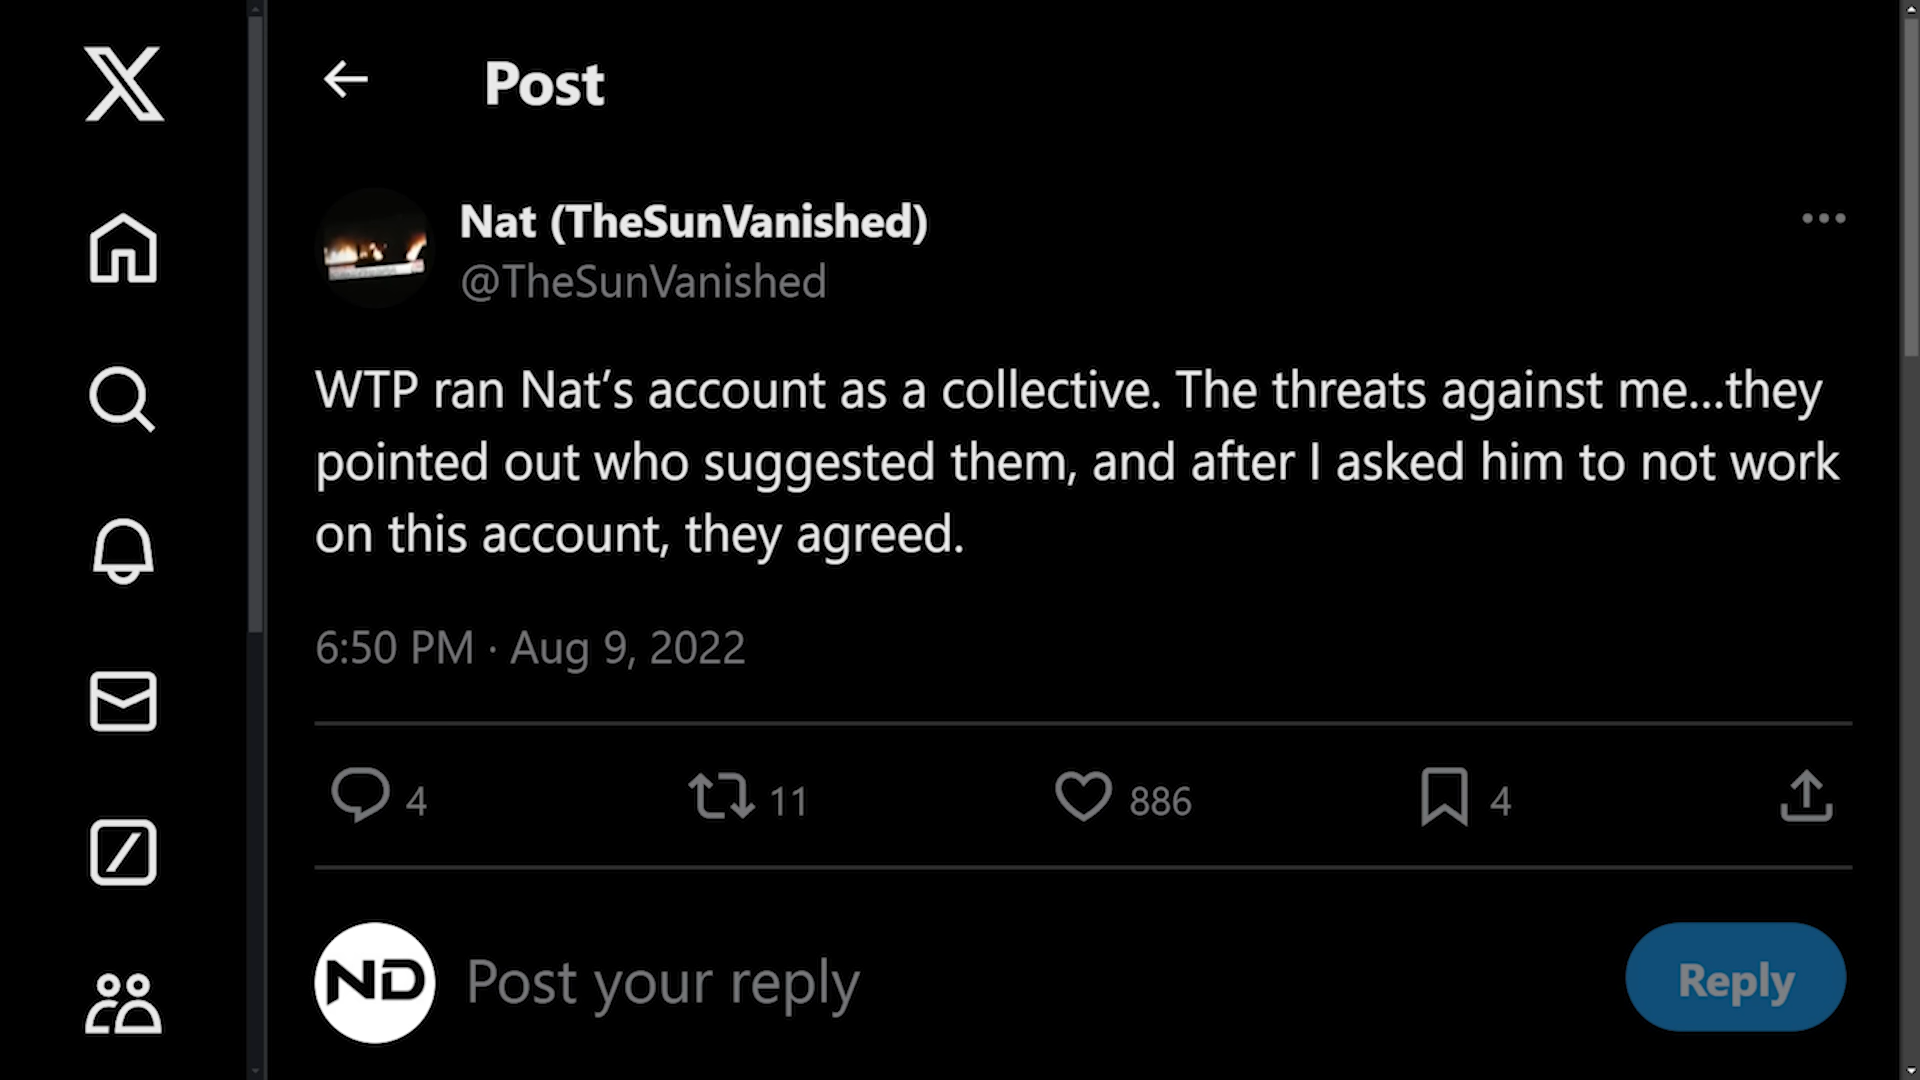 Post
Nat (TheSunVanished)
@TheSunVanished
WTP ran Nat’s account as a collective. The threats against me...they
pointed out who suggested them, and after I asked him to not work
on this account, they agreed.
6:50 PM · Aug 9, 2022
4 11 886 4
ND Post your reply Reply